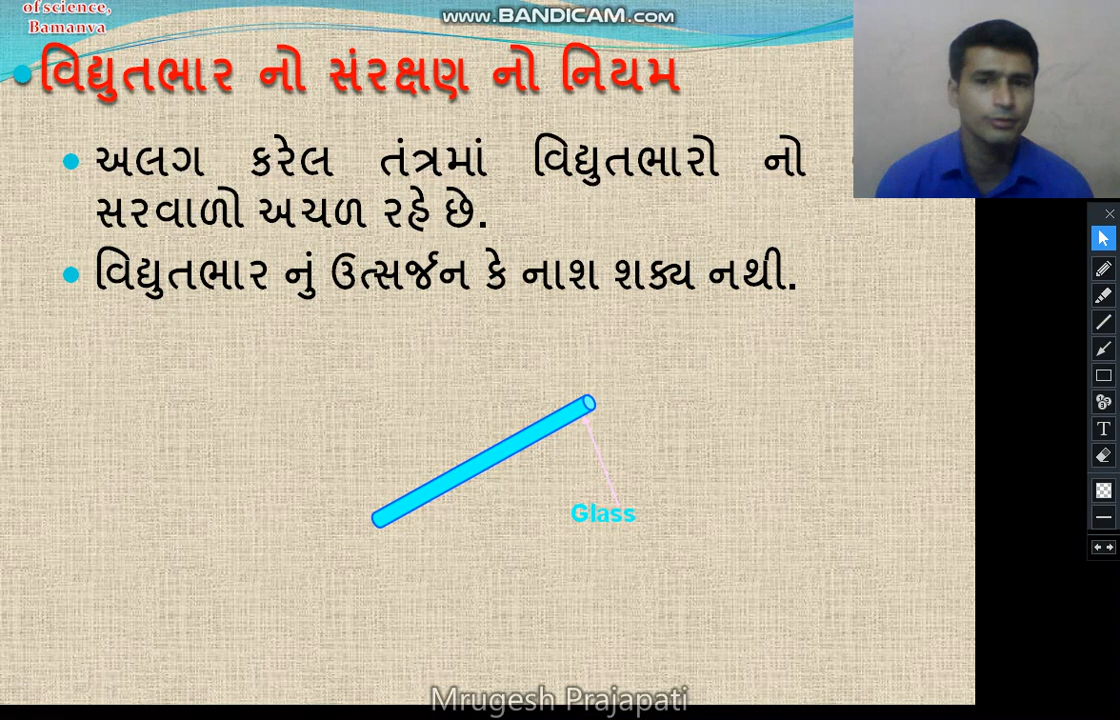 of science,
Bamanva
WWW.BANDICAM.COM
વિદ્યુતભાર નો સંરક્ષણ નો નિયમ
અલગ કરેલ તંત્રમાં વિદ્યુતભારો નો
સરવાળો અચળ રહે છે.
વિદ્યુતભાર નું ઉત્સર્જન કે નાશ શક્ય નથી.
Glass
Mrugesh Prajapati